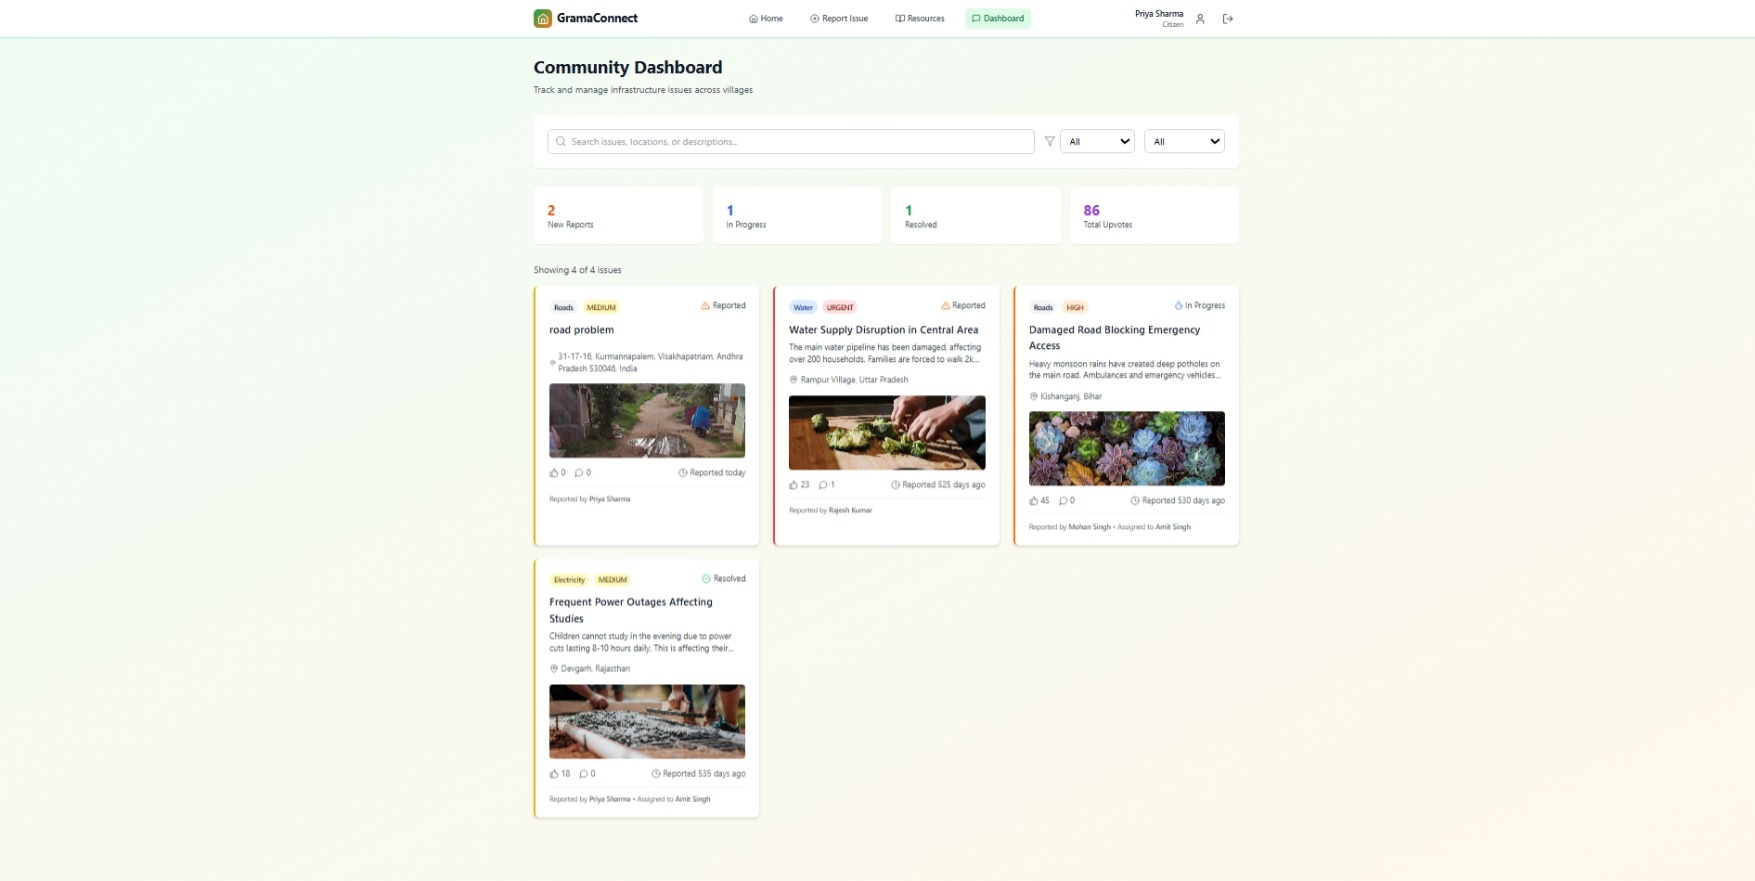 GramaConnect
Home
Report Issue
Resources
Dashboard
Priya Sharma
Citizen
Community Dashboard
Track and manage infrastructure issues across villages
Search issues, locations, or descriptions...
All
All
2
New Reports
1
In Progress
1
Resolved
86
Total Upvotes
Showing 4 of 4 issues
Roads MEDIUM Reported
road problem
31-17-16, Kurmannapalem, Visakhapatnam, Andhra
Pradesh 530046, India
0 0 Reported today
Reported by Priya Sharma
Water URGENT Reported
Water Supply Disruption in Central Area
The main water pipeline has been damaged, affecting
over 200 households. Families are forced to walk 2k...
Rampur Village, Uttar Pradesh
23 1 Reported 525 days ago
Reported by Rajesh Kumar
Roads HIGH In Progress
Damaged Road Blocking Emergency
Access
Heavy monsoon rains have created deep potholes on
the main road. Ambulances and emergency vehicles...
Kishanganj, Bihar
45 0 Reported 530 days ago
Reported by Mohan Singh • Assigned to Amit Singh
Electricity MEDIUM Resolved
Frequent Power Outages Affecting
Studies
Children cannot study in the evening due to power
cuts lasting 8-10 hours daily. This is affecting their...
Devgarh, Rajasthan
18 0 Reported 535 days ago
Reported by Priya Sharma • Assigned to Amit Singh